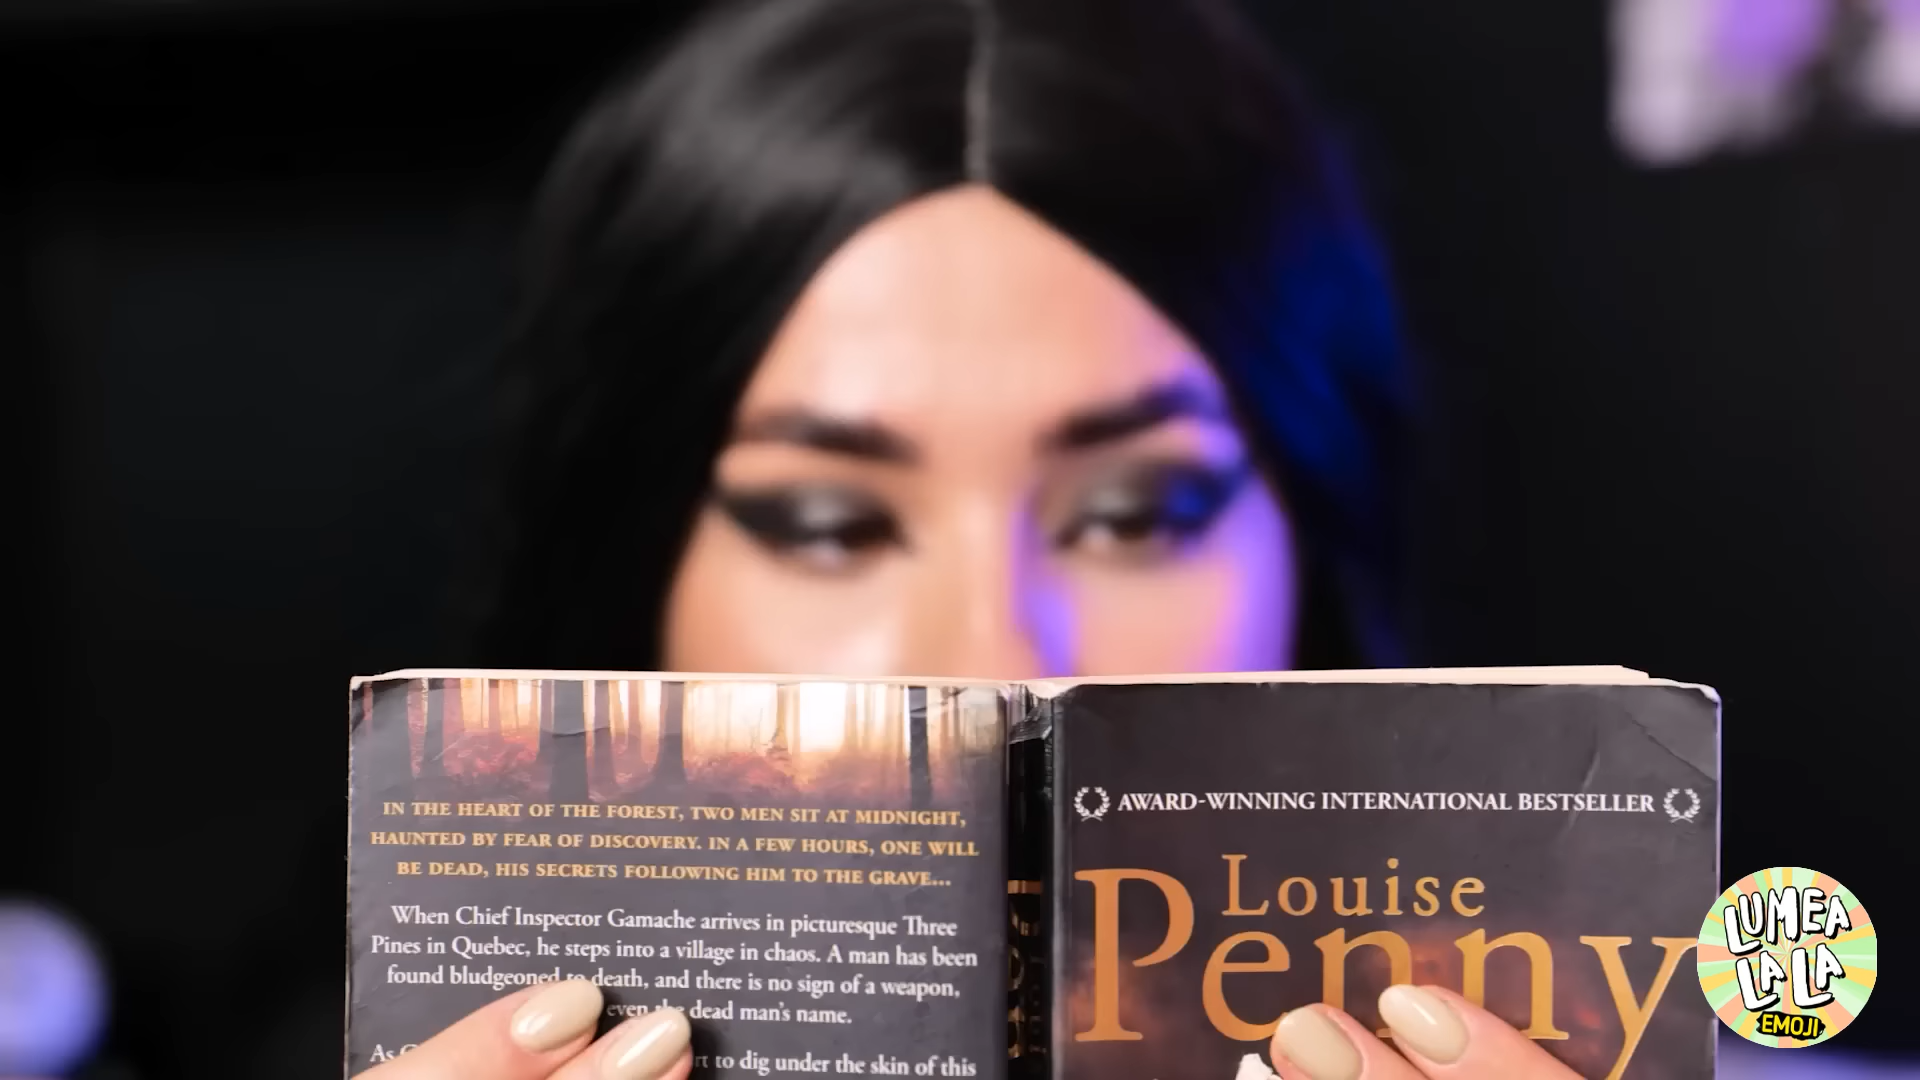 IN THE HEART OF THE FOREST, TWO MEN SIT AT MIDNIGHT,
HAUNTED BY FEAR OF DISCOVERY. IN A FEW HOURS, ONE WILL
BE DEAD, HIS SECRETS FOLLOWING HIM TO THE GRAVE...
When Chief Inspector Gamache arrives in picturesque Three
Pines in Quebec, he steps into a village in chaos. A man has been
found bludgeoned to death, and there is no sign of a weapon,
even the dead man's name.
to dig under the skin of this
AWARD-WINNING INTERNATIONAL BESTSELLER
Louise
Penny
LUMEA
LA LA
EMOJI